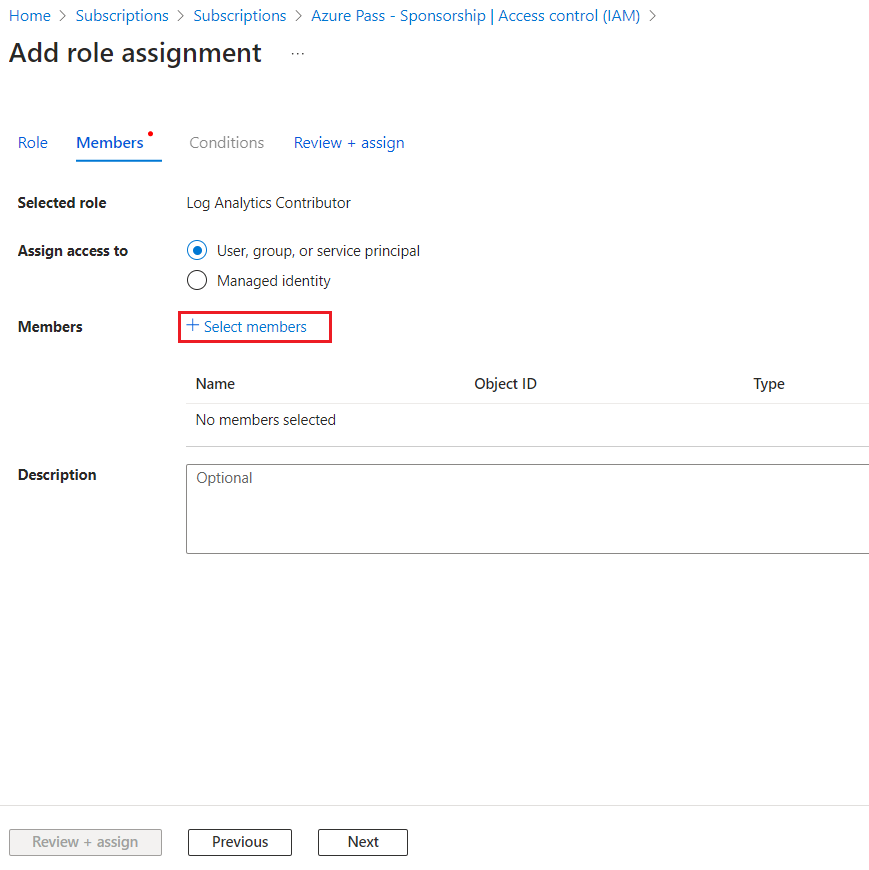 Home > Subscriptions > Subscriptions > Azure Pass - Sponsorship | Access control (IAM) >
Add role assignment ...
Role Members Conditions Review + assign
Selected role Log Analytics Contributor
Assign access to User, group, or service principal
Managed identity
Members + Select members
Name Object ID Type
No members selected
Description Optional
Review + assign Previous Next